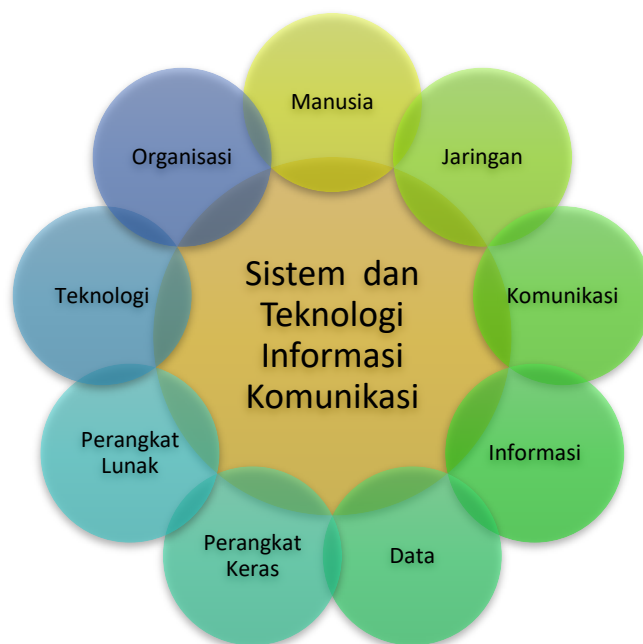 Manusia
Jaringan
Komunikasi
Informasi
Data
Perangkat
Keras
Perangkat
Lunak
Teknologi
Organisasi
Sistem dan
Teknologi
Informasi
Komunikasi